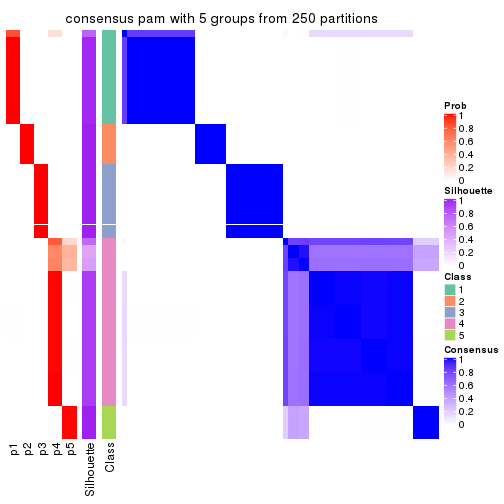 consensus pam with 5 groups from 250 partitions
Prob
1
0.8
0.6
0.4
0.2
0
Silhouette
1
0.8
0.6
0.4
0.2
0
Class
1
2
3
4
5
Consensus
1
0.8
0.6
0.4
0.2
0
p1
p2
p3
p4
p5
Silhouette
Class